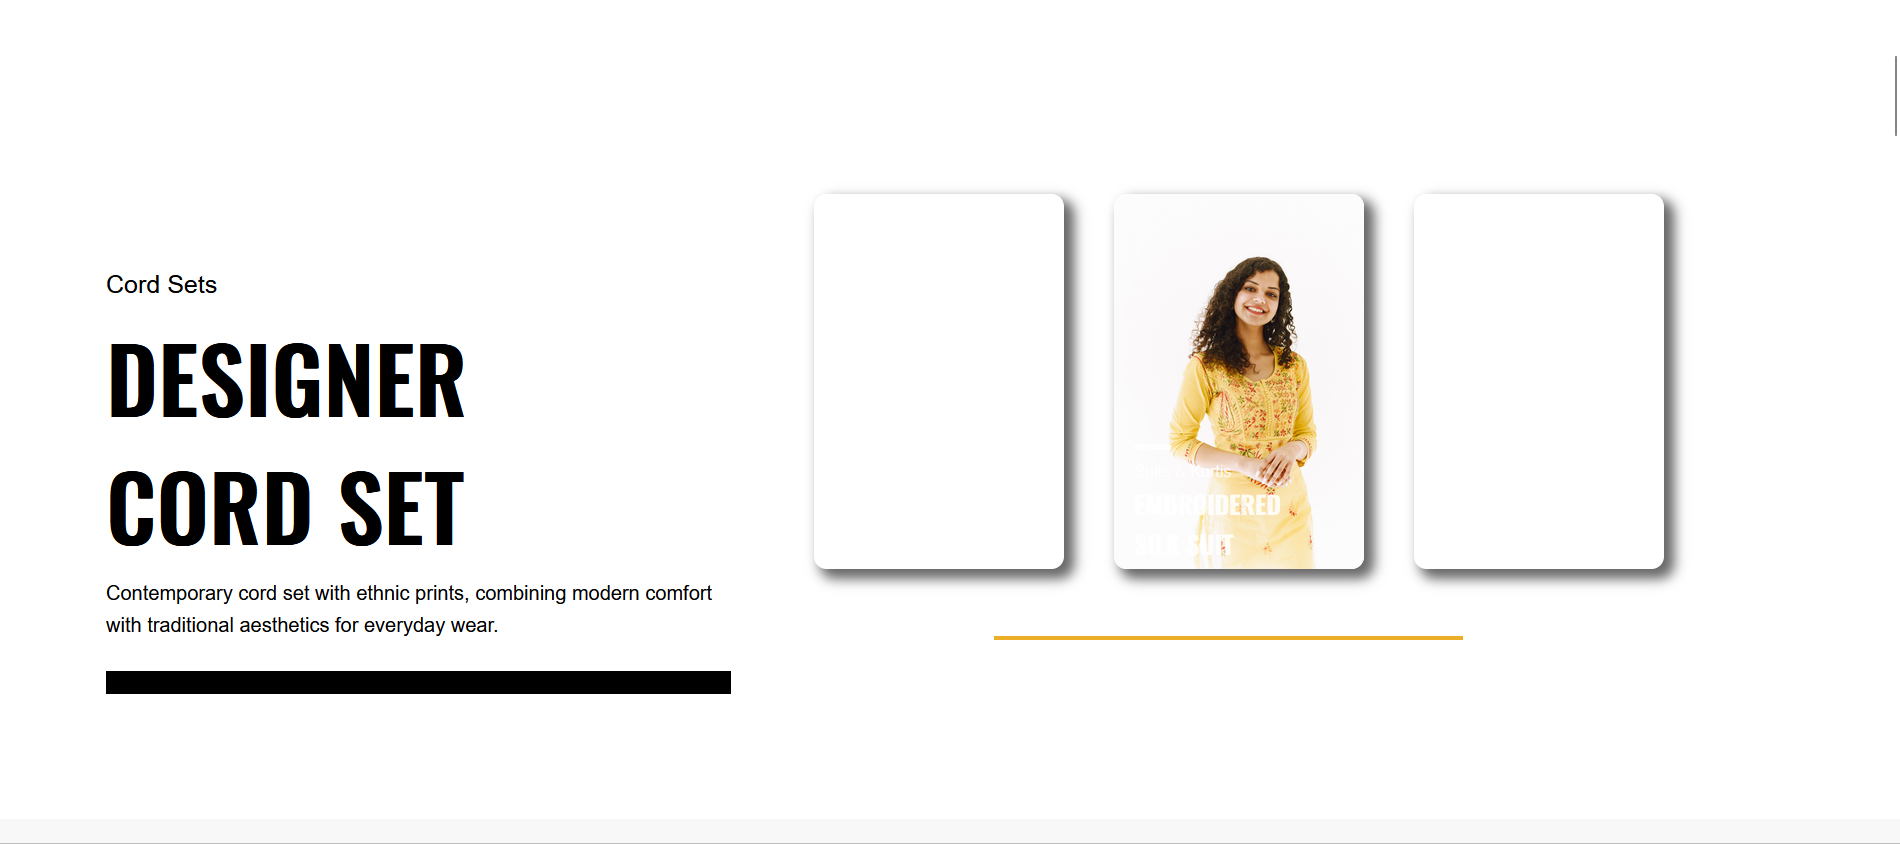 Cord Sets
DESIGNER
CORD SET
Contemporary cord set with ethnic prints, combining modern comfort
with traditional aesthetics for everyday wear.
EMBROIDERED
SILK SUIT